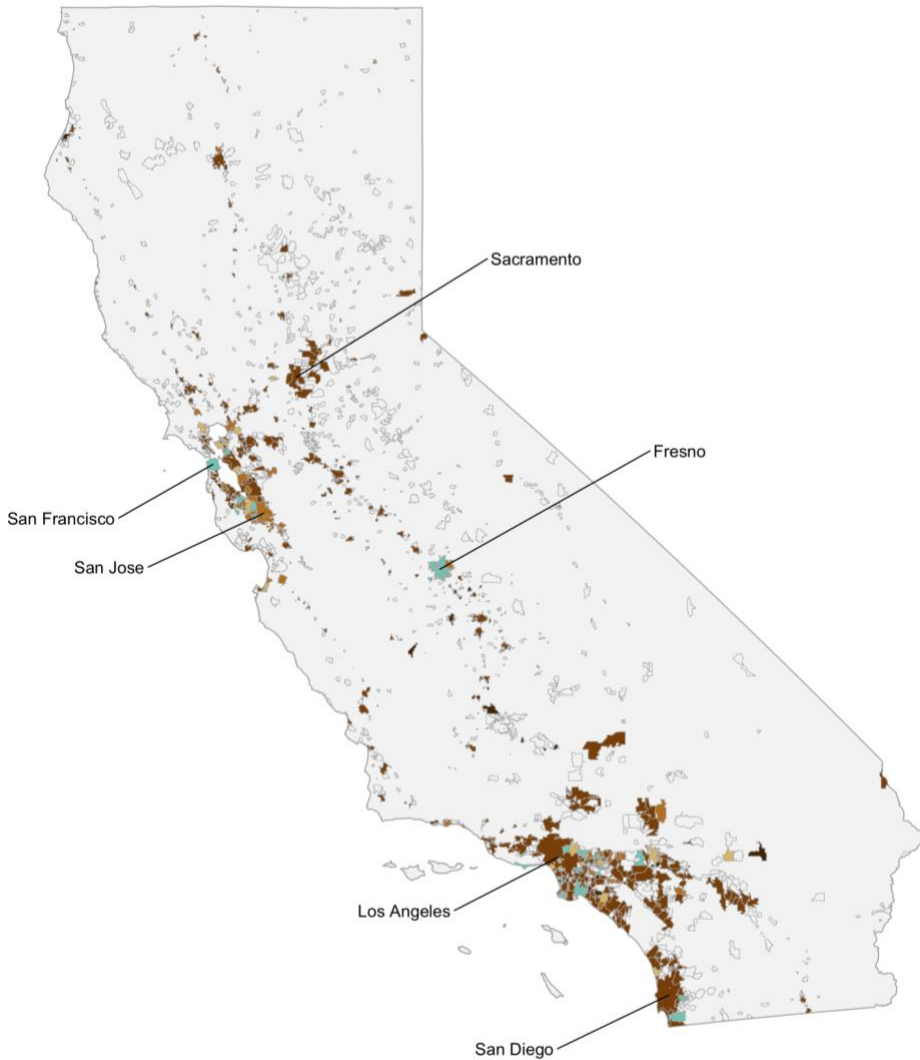 Sacramento
Fresno
San Francisco
San Jose
Los Angeles
San Diego